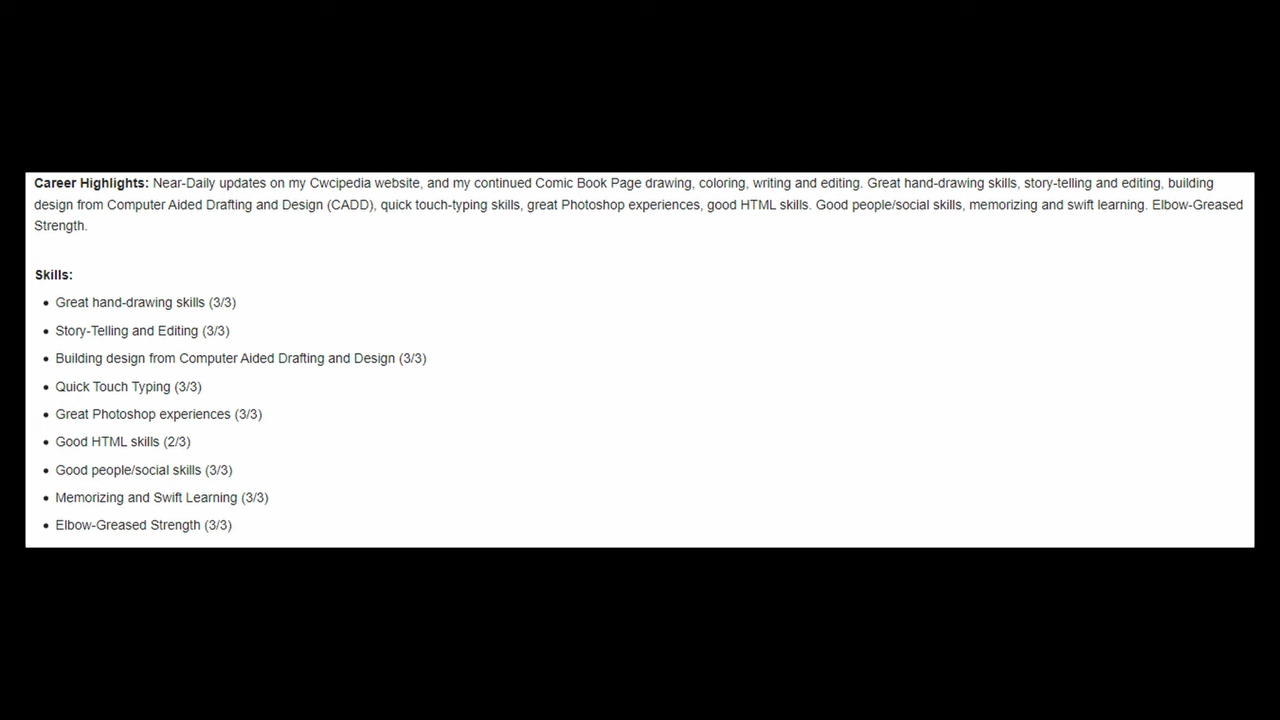 Career Highlights: Near-Daily updates on my Cwcipedia website, and my continued Comic Book Page drawing, coloring, writing and editing. Great hand-drawing skills, story-telling and editing, building
design from Computer Aided Drafting and Design (CADD), quick touch-typing skills, great Photoshop experiences, good HTML skills. Good people/social skills, memorizing and swift learning. Elbow-Greased
Strength.
Skills:
• Great hand-drawing skills (3/3)
• Story-Telling and Editing (3/3)
• Building design from Computer Aided Drafting and Design (3/3)
• Quick Touch Typing (3/3)
• Great Photoshop experiences (3/3)
• Good HTML skills (2/3)
• Good people/social skills (3/3)
• Memorizing and Swift Learning (3/3)
• Elbow-Greased Strength (3/3)